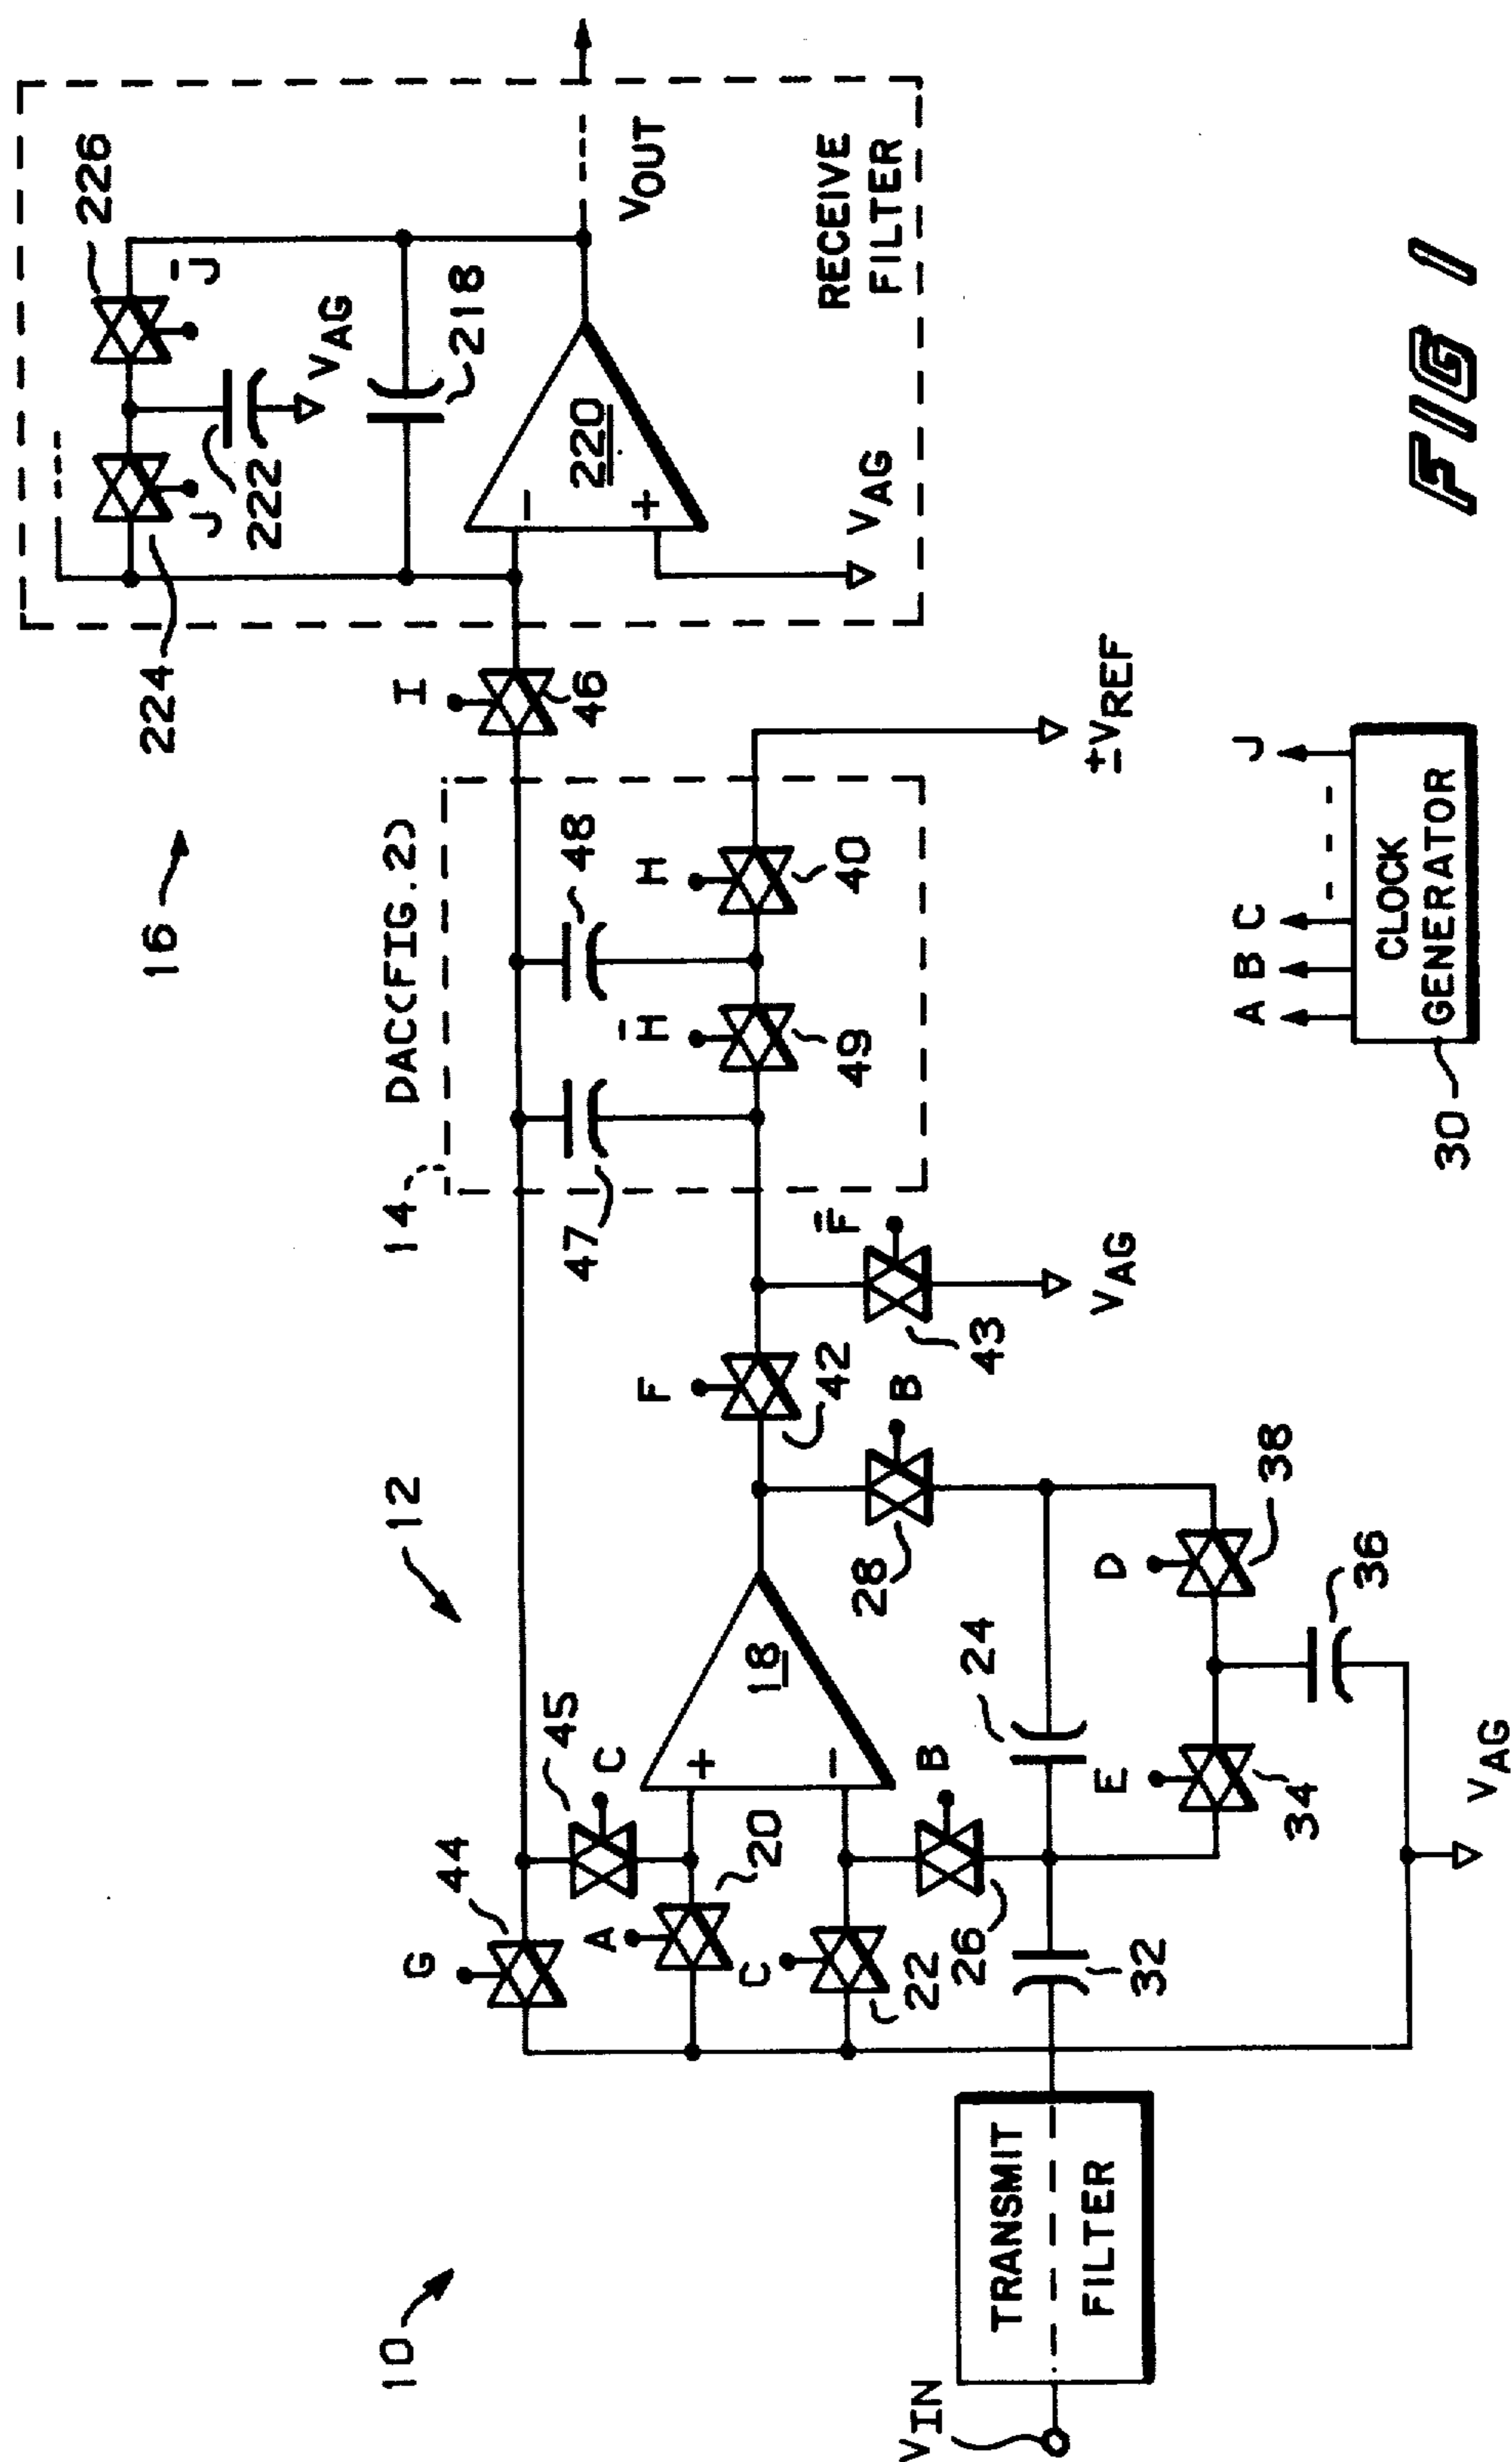 10
12
14
DAC(FIG.2)
16
224
226
J
J̄
222
VAG
218
220
-
+
VAG
VOUT
RECEIVE
FILTER
I
46
G
44
45
C
A
20
+
18
-
C
22
B
26
B
28
F
42
F̄
43
VAG
47
48
H̄
49
H
40
±VREF
VIN
TRANSMIT
FILTER
32
24
E
34
D
38
36
VAG
A B C J
CLOCK
GENERATOR
30
FIG 1